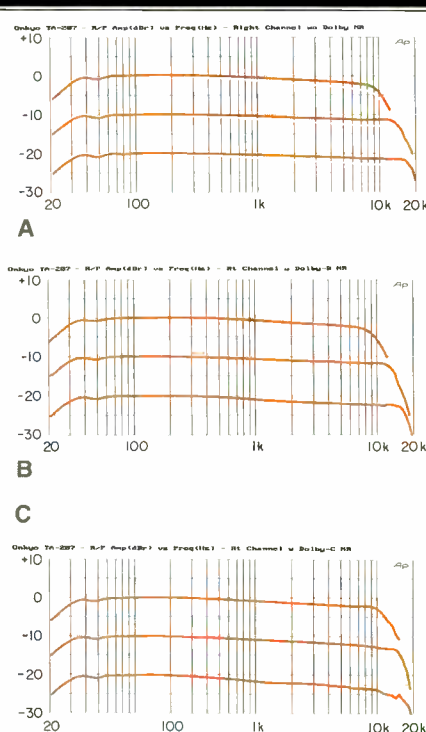 Onkyo TA-207 - R/P Amp(dBr) vs Freq(Hz) - Right Channel wo Dolby NR
+10
Ap
0
-10
-20
-30
20 100 1k 10k 20k
A
Onkyo TA-207 - R/P Amp(dBr) vs Freq(Hz) - Rt Channel w Dolby-B NR
+10
Ap
0
-10
-20
-30
20 100 1k 10k 20k
B
C
Onkyo TA-207 - R/P Amp(dBr) vs Freq(Hz) - Rt Channel w Dolby-C NR
+10
Ap
0
-10
-20
-30
20 100 1k 10k 20k